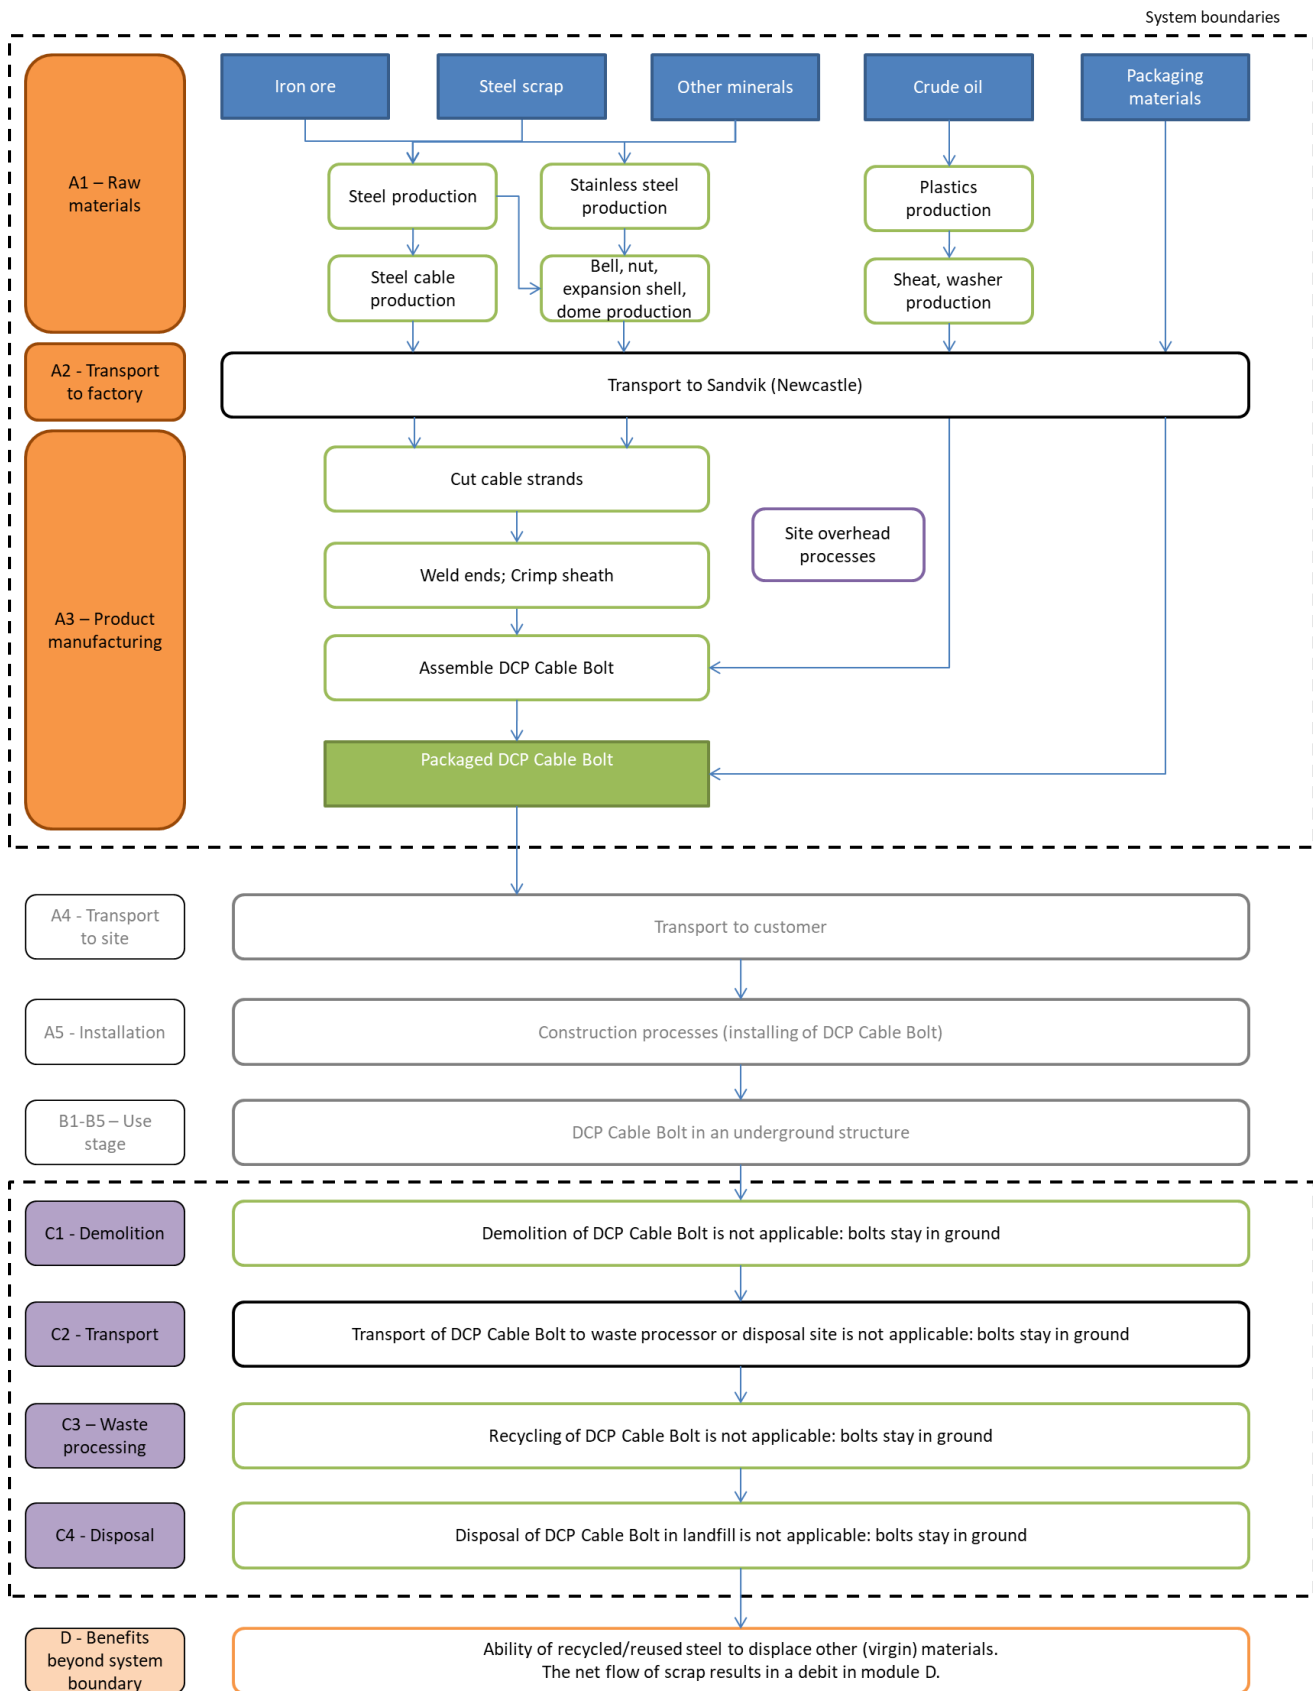 System boundaries
Iron ore
Steel scrap
Other minerals
Crude oil
Packaging
materials
A1 – Raw
materials
Steel production
Stainless steel
production
Plastics
production
Steel cable
production
Bell, nut,
expansion shell,
dome production
Sheat, washer
production
A2 - Transport
to factory
Transport to Sandvik (Newcastle)
A3 – Product
manufacturing
Cut cable strands
Site overhead
processes
Weld ends; Crimp sheath
Assemble DCP Cable Bolt
Packaged DCP Cable Bolt
A4 - Transport
to site
Transport to customer
A5 - Installation
Construction processes (installing of DCP Cable Bolt)
B1-B5 – Use
stage
DCP Cable Bolt in an underground structure
C1 - Demolition
Demolition of DCP Cable Bolt is not applicable: bolts stay in ground
C2 - Transport
Transport of DCP Cable Bolt to waste processor or disposal site is not applicable: bolts stay in ground
C3 – Waste
processing
Recycling of DCP Cable Bolt is not applicable: bolts stay in ground
C4 - Disposal
Disposal of DCP Cable Bolt in landfill is not applicable: bolts stay in ground
D - Benefits
beyond system
boundary
Ability of recycled/reused steel to displace other (virgin) materials.
The net flow of scrap results in a debit in module D.